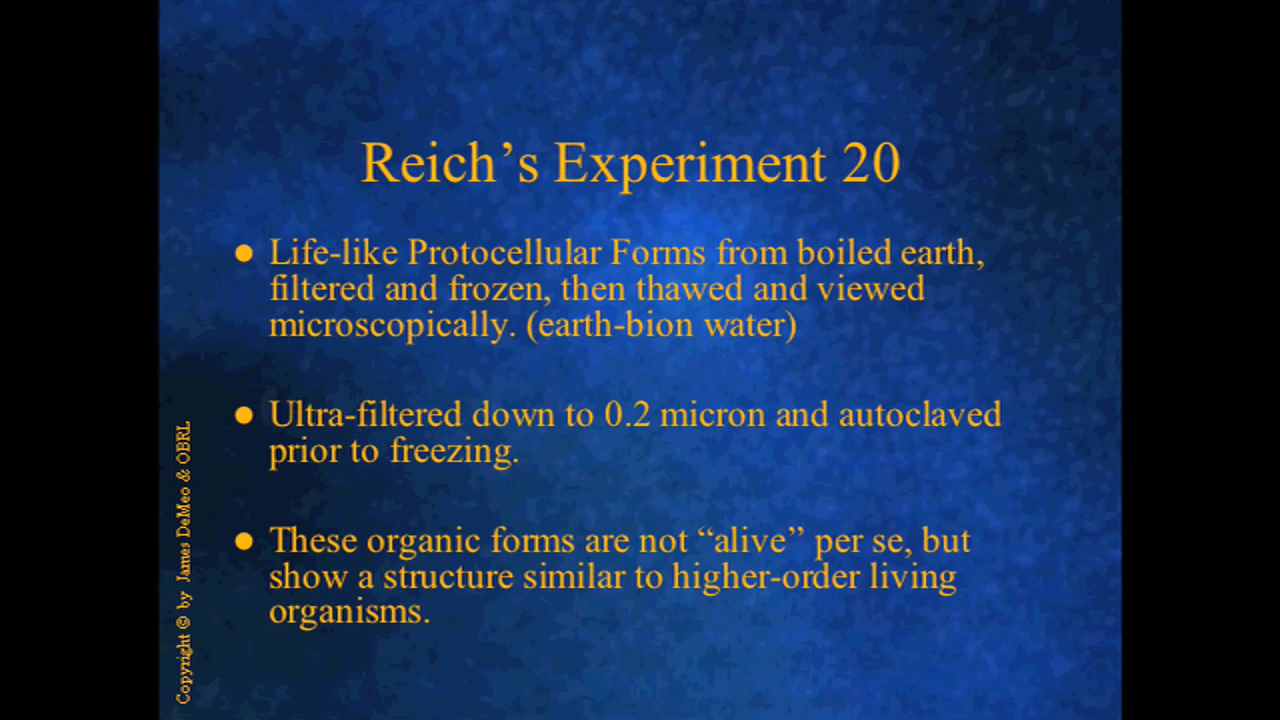 Reich’s Experiment 20
● Life-like Protocellular Forms from boiled earth,
filtered and frozen, then thawed and viewed
microscopically. (earth-bion water)
● Ultra-filtered down to 0.2 micron and autoclaved
prior to freezing.
● These organic forms are not “alive” per se, but
show a structure similar to higher-order living
organisms.
Copyright © by James DeMeo & OBRL